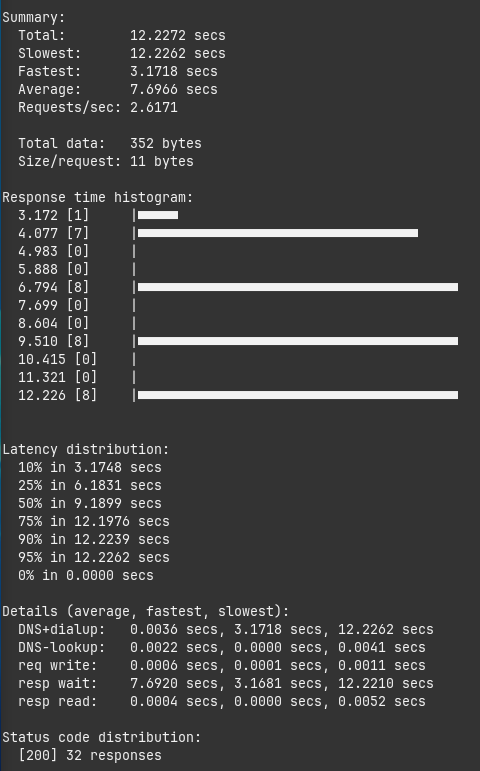 Summary:
  Total:        12.2272 secs
  Slowest:      12.2262 secs
  Fastest:      3.1718 secs
  Average:      7.6966 secs
  Requests/sec: 2.6171

  Total data:   352 bytes
  Size/request: 11 bytes

Response time histogram:
  3.172 [1]     |
  4.077 [7]     |
  4.983 [0]     |
  5.888 [0]     |
  6.794 [8]     |
  7.699 [0]     |
  8.604 [0]     |
  9.510 [8]     |
  10.415 [0]    |
  11.321 [0]    |
  12.226 [8]    |

Latency distribution:
  10% in 3.1748 secs
  25% in 6.1831 secs
  50% in 9.1899 secs
  75% in 12.1976 secs
  90% in 12.2239 secs
  95% in 12.2262 secs
  0% in 0.0000 secs

Details (average, fastest, slowest):
  DNS+dialup:   0.0036 secs, 3.1718 secs, 12.2262 secs
  DNS-lookup:   0.0022 secs, 0.0000 secs, 0.0041 secs
  req write:    0.0006 secs, 0.0001 secs, 0.0011 secs
  resp wait:    7.6920 secs, 3.1681 secs, 12.2210 secs
  resp read:    0.0004 secs, 0.0000 secs, 0.0052 secs

Status code distribution:
  [200] 32 responses